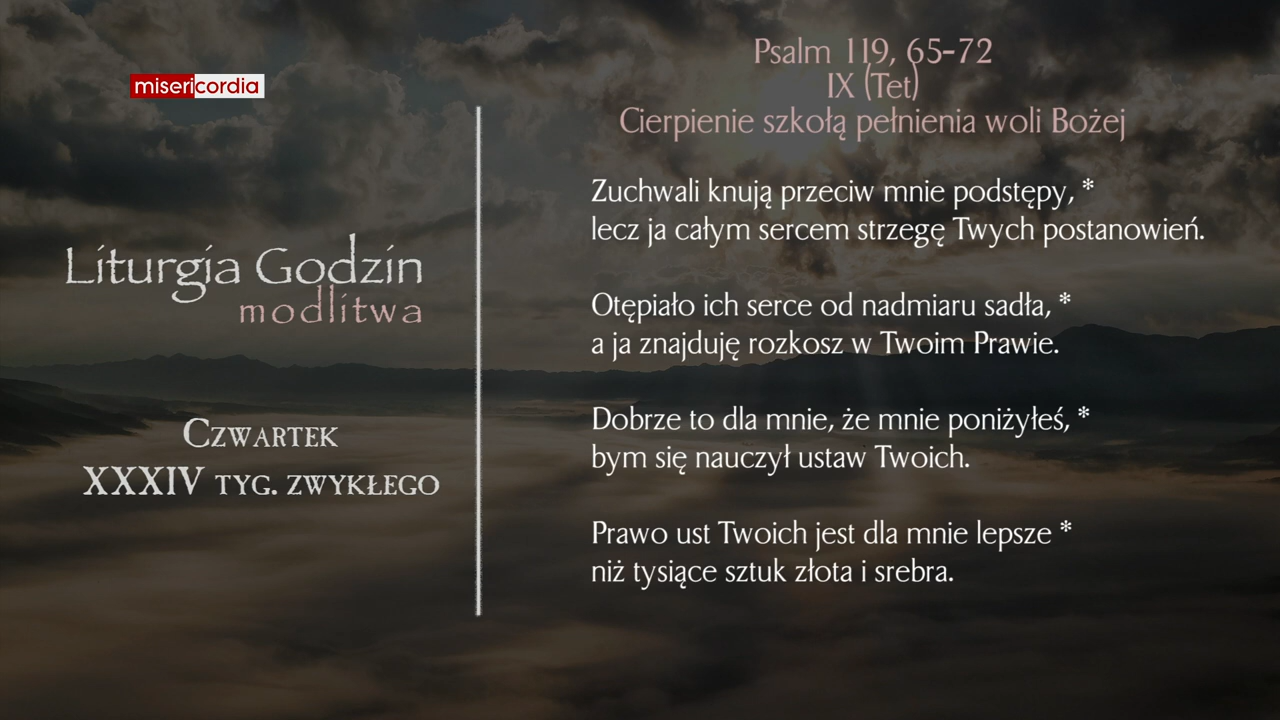 misericordia
Liturgia Godzin
modlitwa
Czwartek
XXXIV tyg. zwykłego
Psalm 119, 65-72
IX (Tet)
Cierpienie szkołą pełnienia woli Bożej
Zuchwali knują przeciw mnie podstępy, *
lecz ja całym sercem strzegę Twych postanowień.
Otępiało ich serce od nadmiaru sadła, *
a ja znajduję rozkosz w Twoim Prawie.
Dobrze to dla mnie, że mnie poniżyłeś, *
bym się nauczył ustaw Twoich.
Prawo ust Twoich jest dla mnie lepsze *
niż tysiące sztuk złota i srebra.